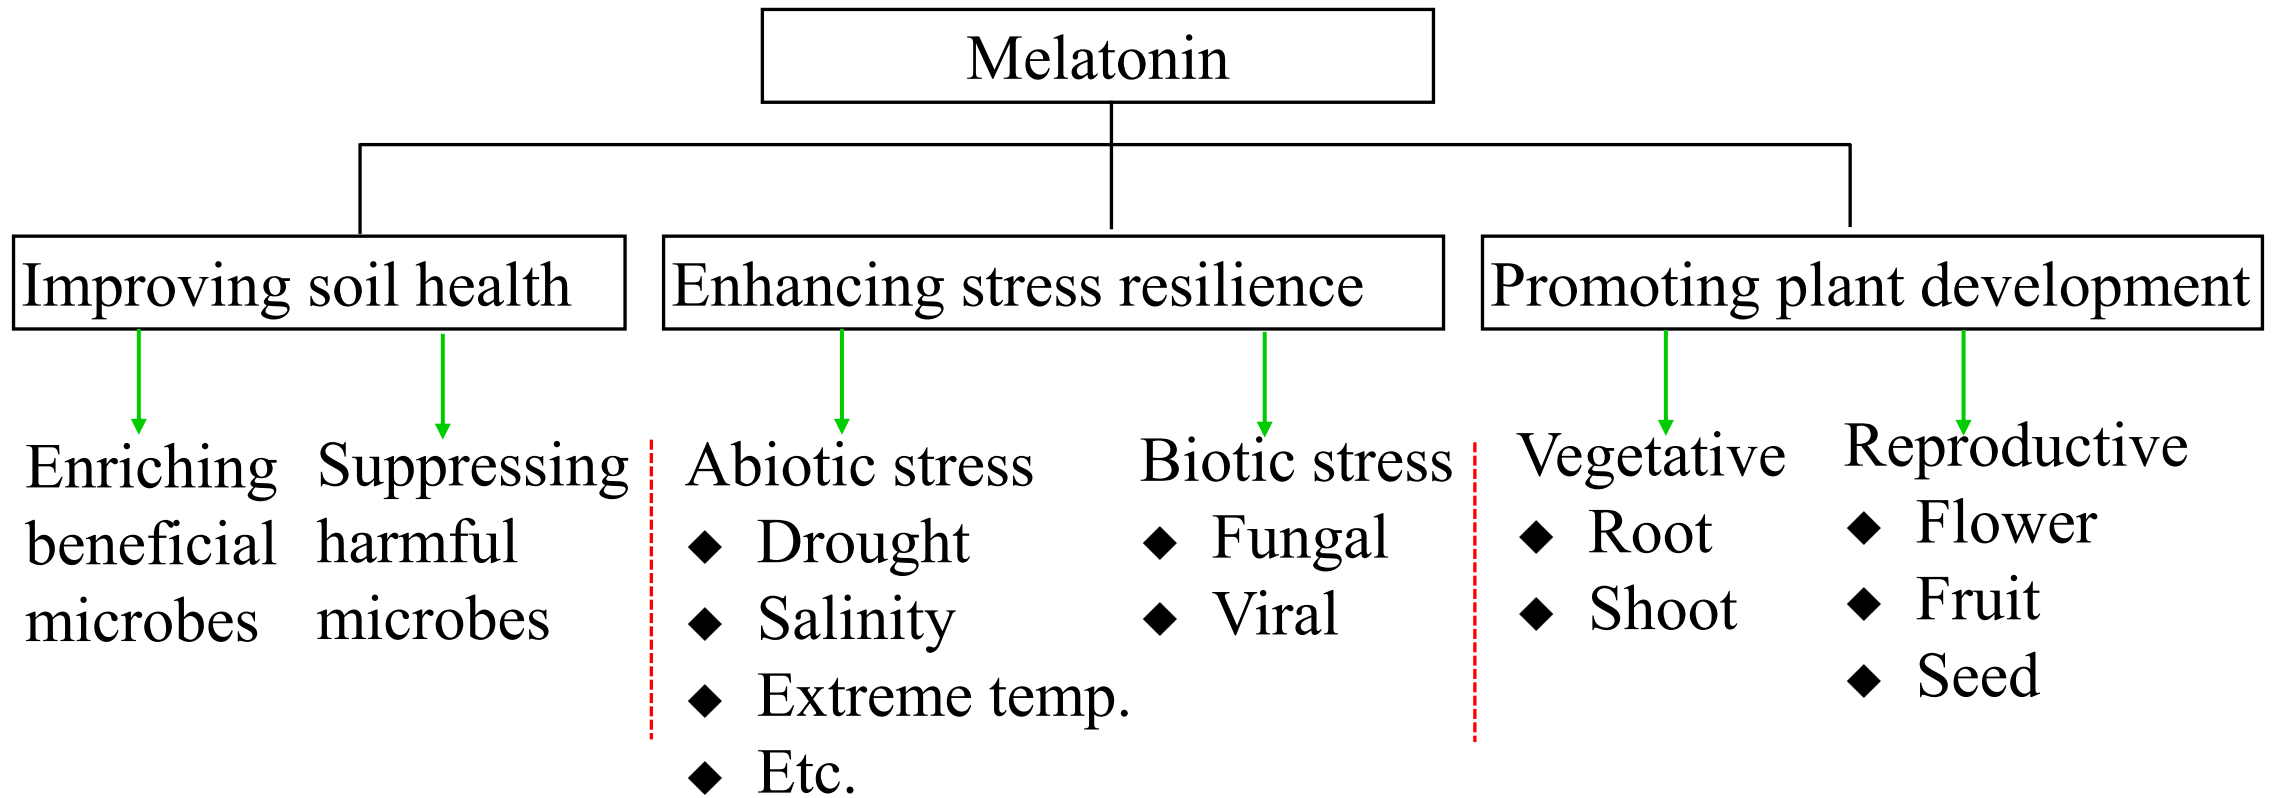 Melatonin
Improving soil health
Enhancing stress resilience
Promoting plant development
Enriching
beneficial
microbes
Suppressing
harmful
microbes
Abiotic stress
◆ Drought
◆ Salinity
◆ Extreme temp.
◆ Etc.
Biotic stress
◆ Fungal
◆ Viral
Vegetative
◆ Root
◆ Shoot
Reproductive
◆ Flower
◆ Fruit
◆ Seed